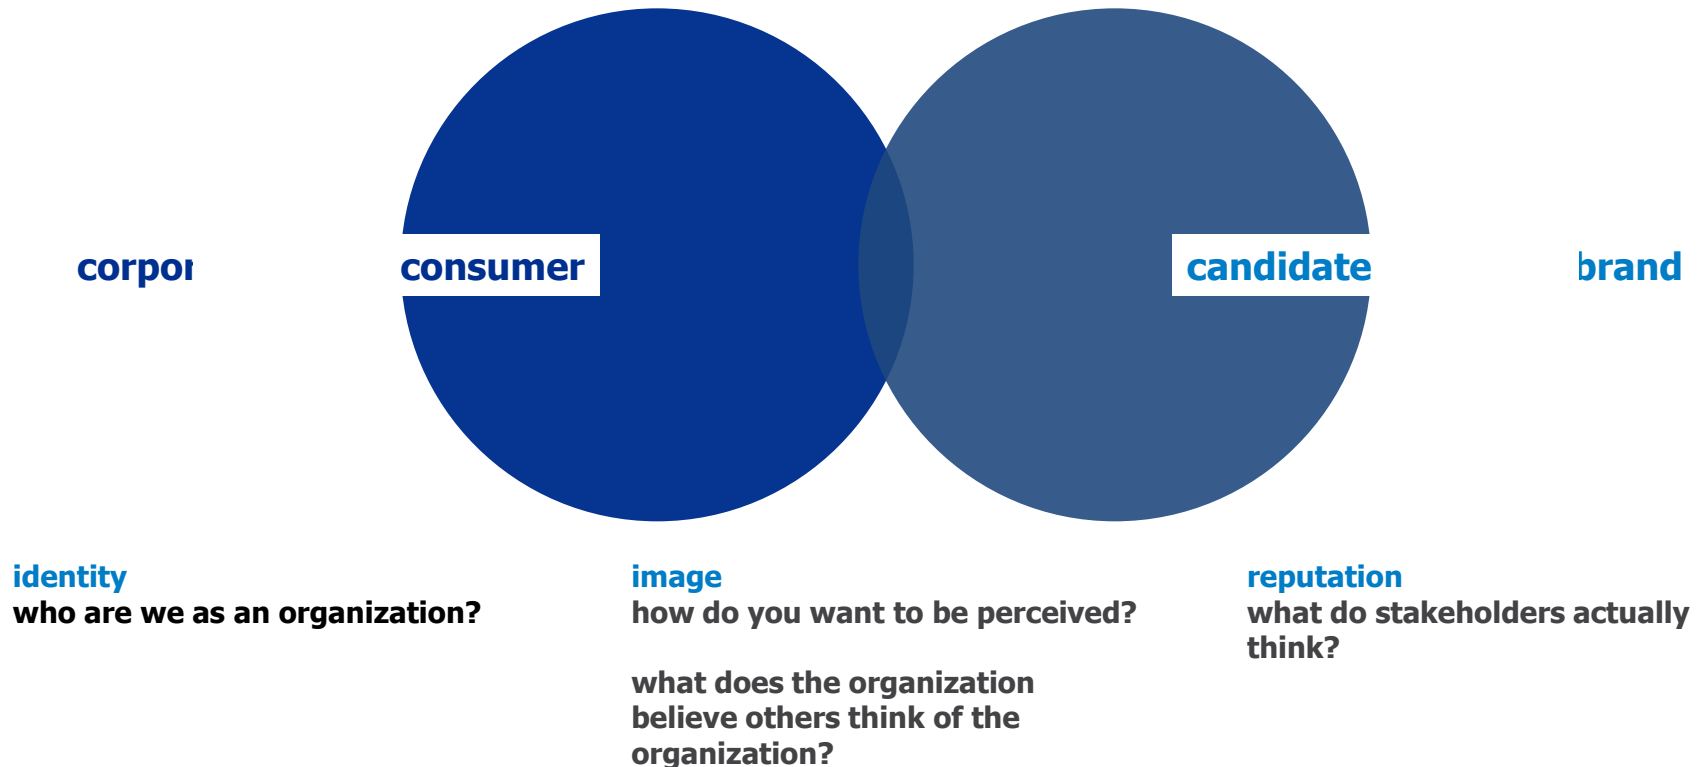 corpor consumer candidate brand
identity
who are we as an organization?
image
how do you want to be perceived?
what does the organization
believe others think of the
organization?
reputation
what do stakeholders actually
think?